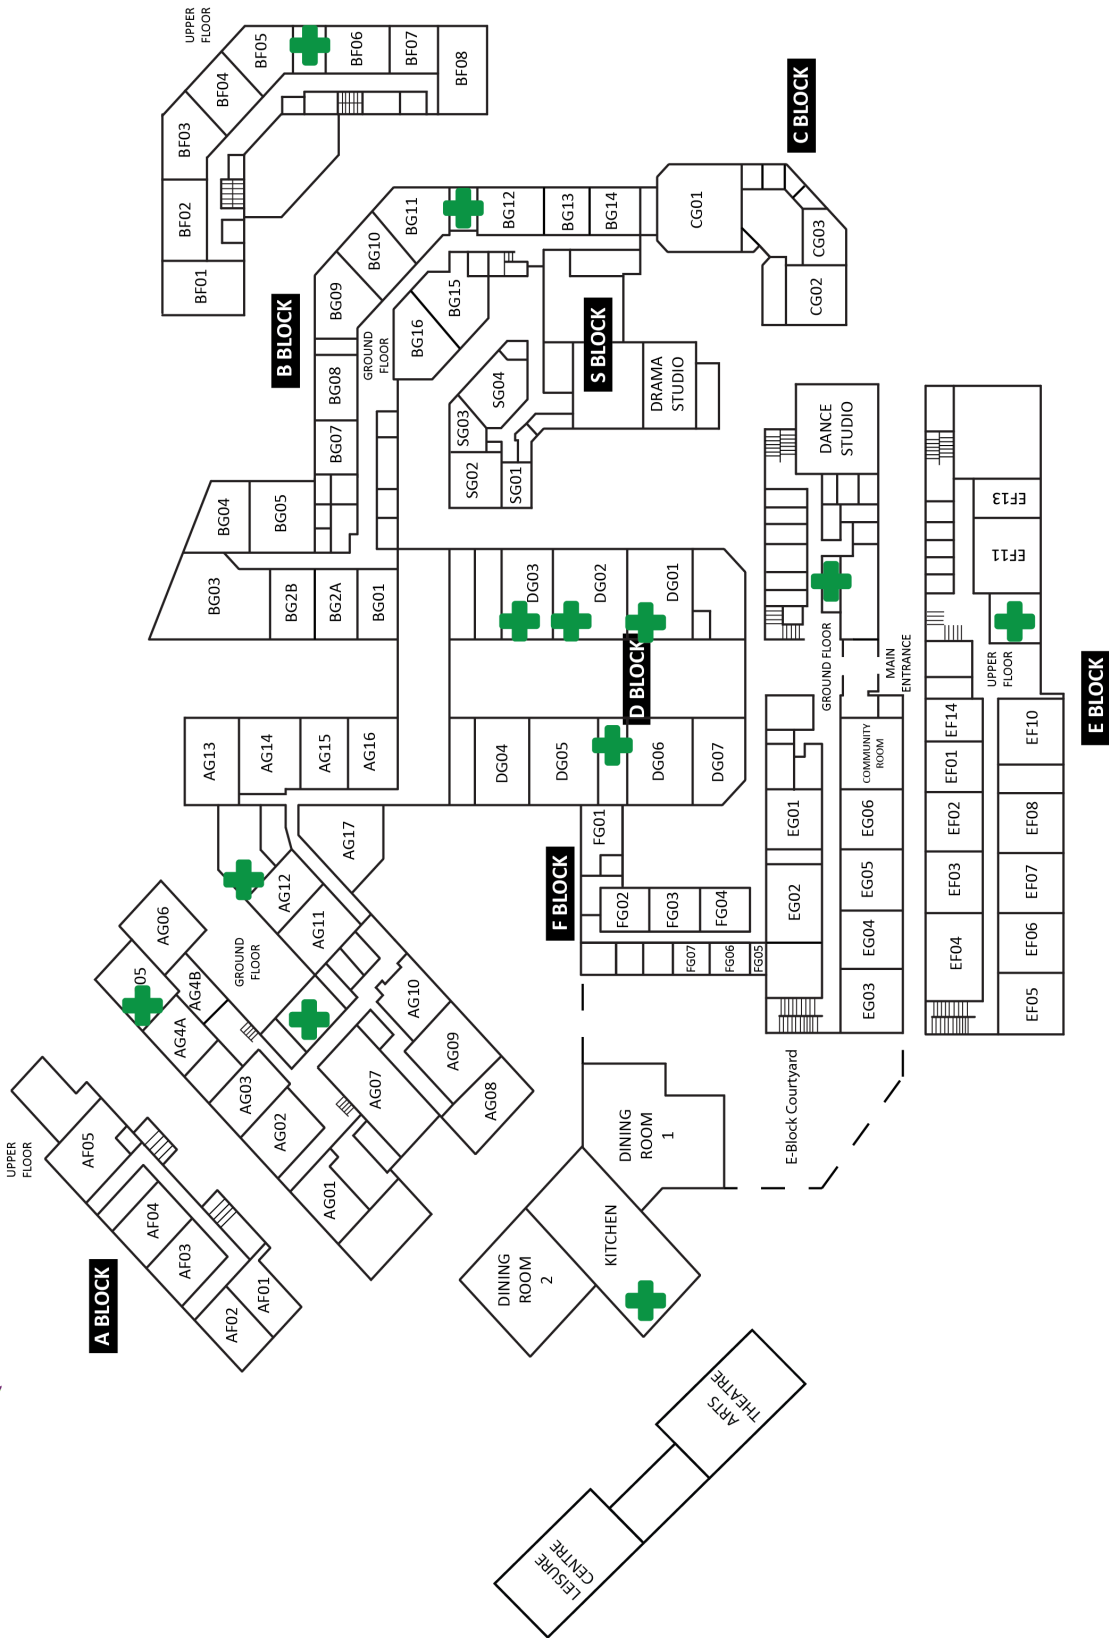 UPPER
FLOOR
BF05
BF06
BF07
BF08
BF04
BF03
BF02
BF01
C BLOCK
B BLOCK
BG11
BG12
BG13
BG14
BG10
BG09
BG15
BG16
GROUND
FLOOR
BG08
BG07
BG04
BG05
BG03
BG2B
BG2A
BG01
CG01
CG03
CG02
S BLOCK
SG04
SG03
SG02
SG01
DRAMA
STUDIO
DANCE
STUDIO
DG03
DG02
DG01
D BLOCK
DG04
DG05
DG06
DG07
AG13
AG14
AG15
AG16
AG17
AG12
AG11
GROUND
FLOOR
AG06
05
AG4B
AG4A
AG03
AG02
AG01
AG10
AG09
AG08
AG07
UPPER
FLOOR
AF05
AF04
AF03
AF02
AF01
A BLOCK
F BLOCK
FG01
FG02
FG03
FG04
FG07
FG06
FG05
GROUND FLOOR
MAIN
ENTRANCE
COMMUNITY
ROOM
EG01
EG02
EG06
EG05
EG04
EG03
EF13
EF11
UPPER
FLOOR
E BLOCK
EF14
EF01
EF02
EF03
EF04
EF10
EF08
EF07
EF06
EF05
E-Block Courtyard
DINING
ROOM
1
KITCHEN
DINING
ROOM
2
ARTS
THEATRE
LEISURE
CENTRE